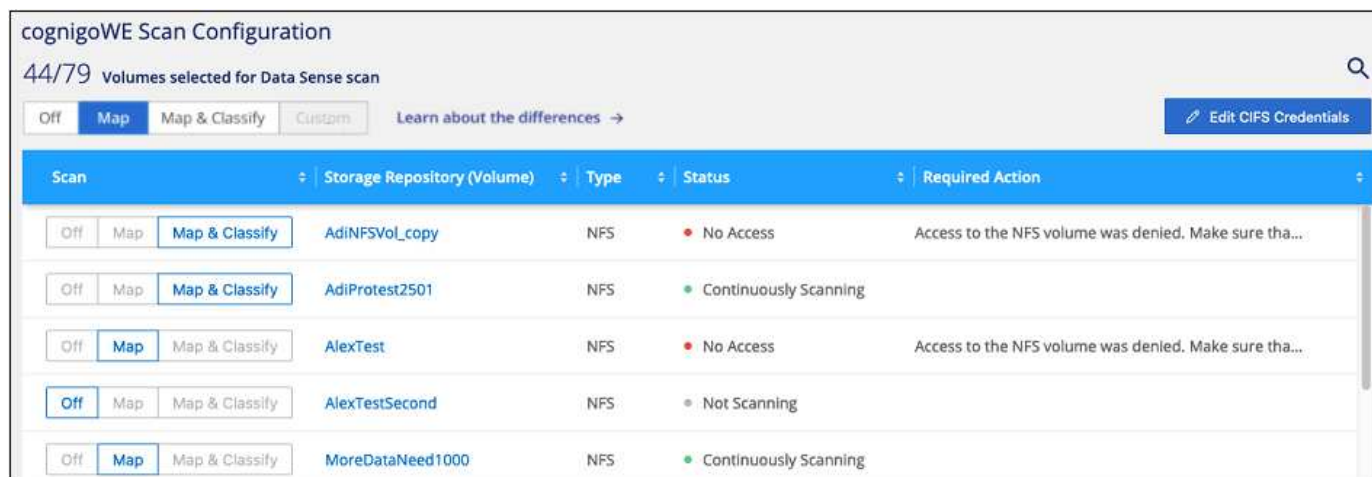 cognigoWE Scan Configuration
44/79 Volumes selected for Data Sense scan
Off Map Map & Classify Custom Learn about the differences → Edit CIFS Credentials
Scan Storage Repository (Volume) Type Status Required Action
Off Map Map & Classify AdiNFSVol_copy NFS No Access Access to the NFS volume was denied. Make sure tha...
Off Map Map & Classify AdiProtest2501 NFS Continuously Scanning
Off Map Map & Classify AlexTest NFS No Access Access to the NFS volume was denied. Make sure tha...
Off Map Map & Classify AlexTestSecond NFS Not Scanning
Off Map Map & Classify MoreDataNeed1000 NFS Continuously Scanning